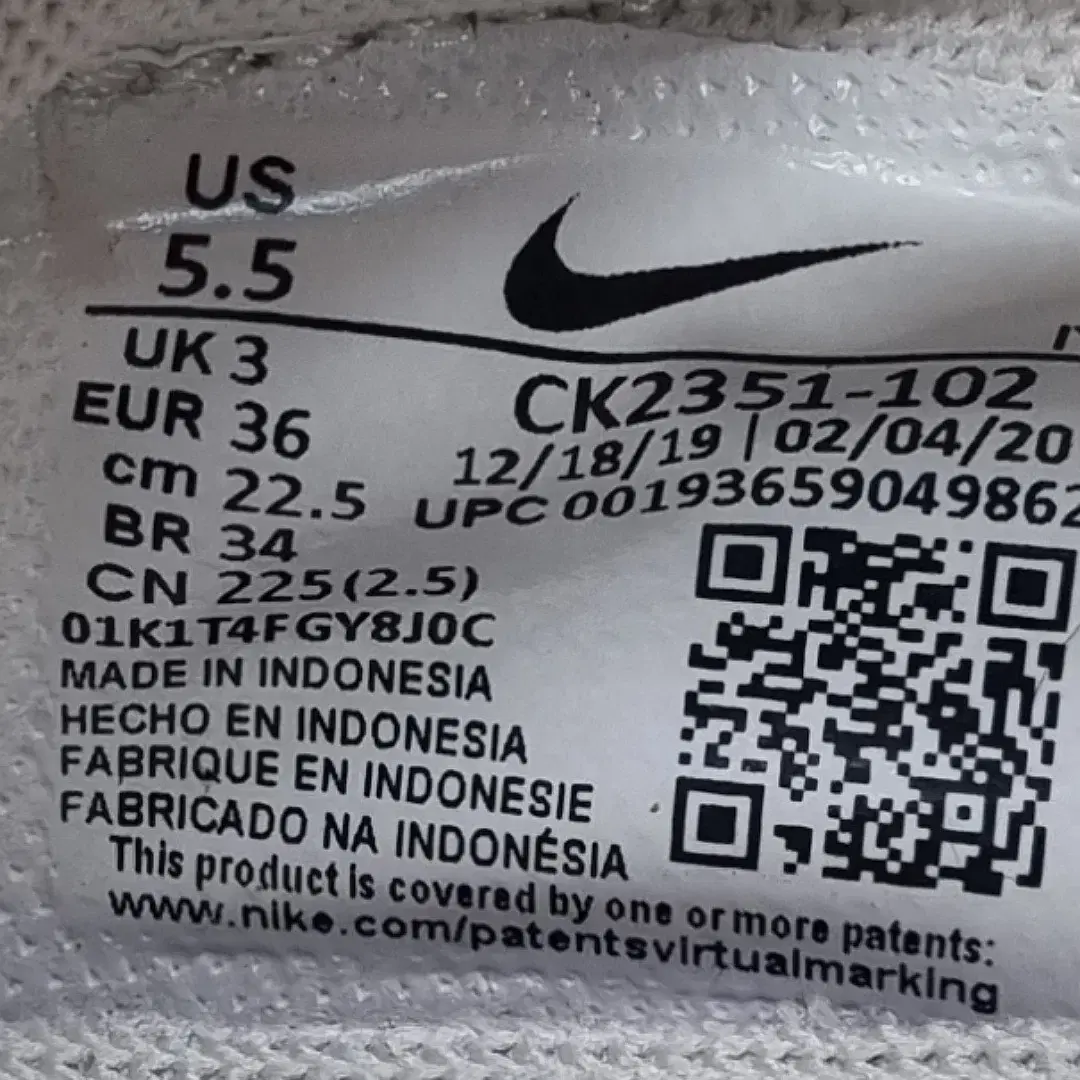 US
5.5
UK 3
EUR 36
cm 22.5
BR 34
CN 225(2.5)
CK2351-102
12/18/19 | 02/04/20
UPC 00193659049862
01K1T4FGY8J0C
MADE IN INDONESIA
HECHO EN INDONESIA
FABRIQUE EN INDONESIE
FABRICADO NA INDONÉSIA
This product is covered by one or more patents:
www.nike.com/patentsvirtualmarking